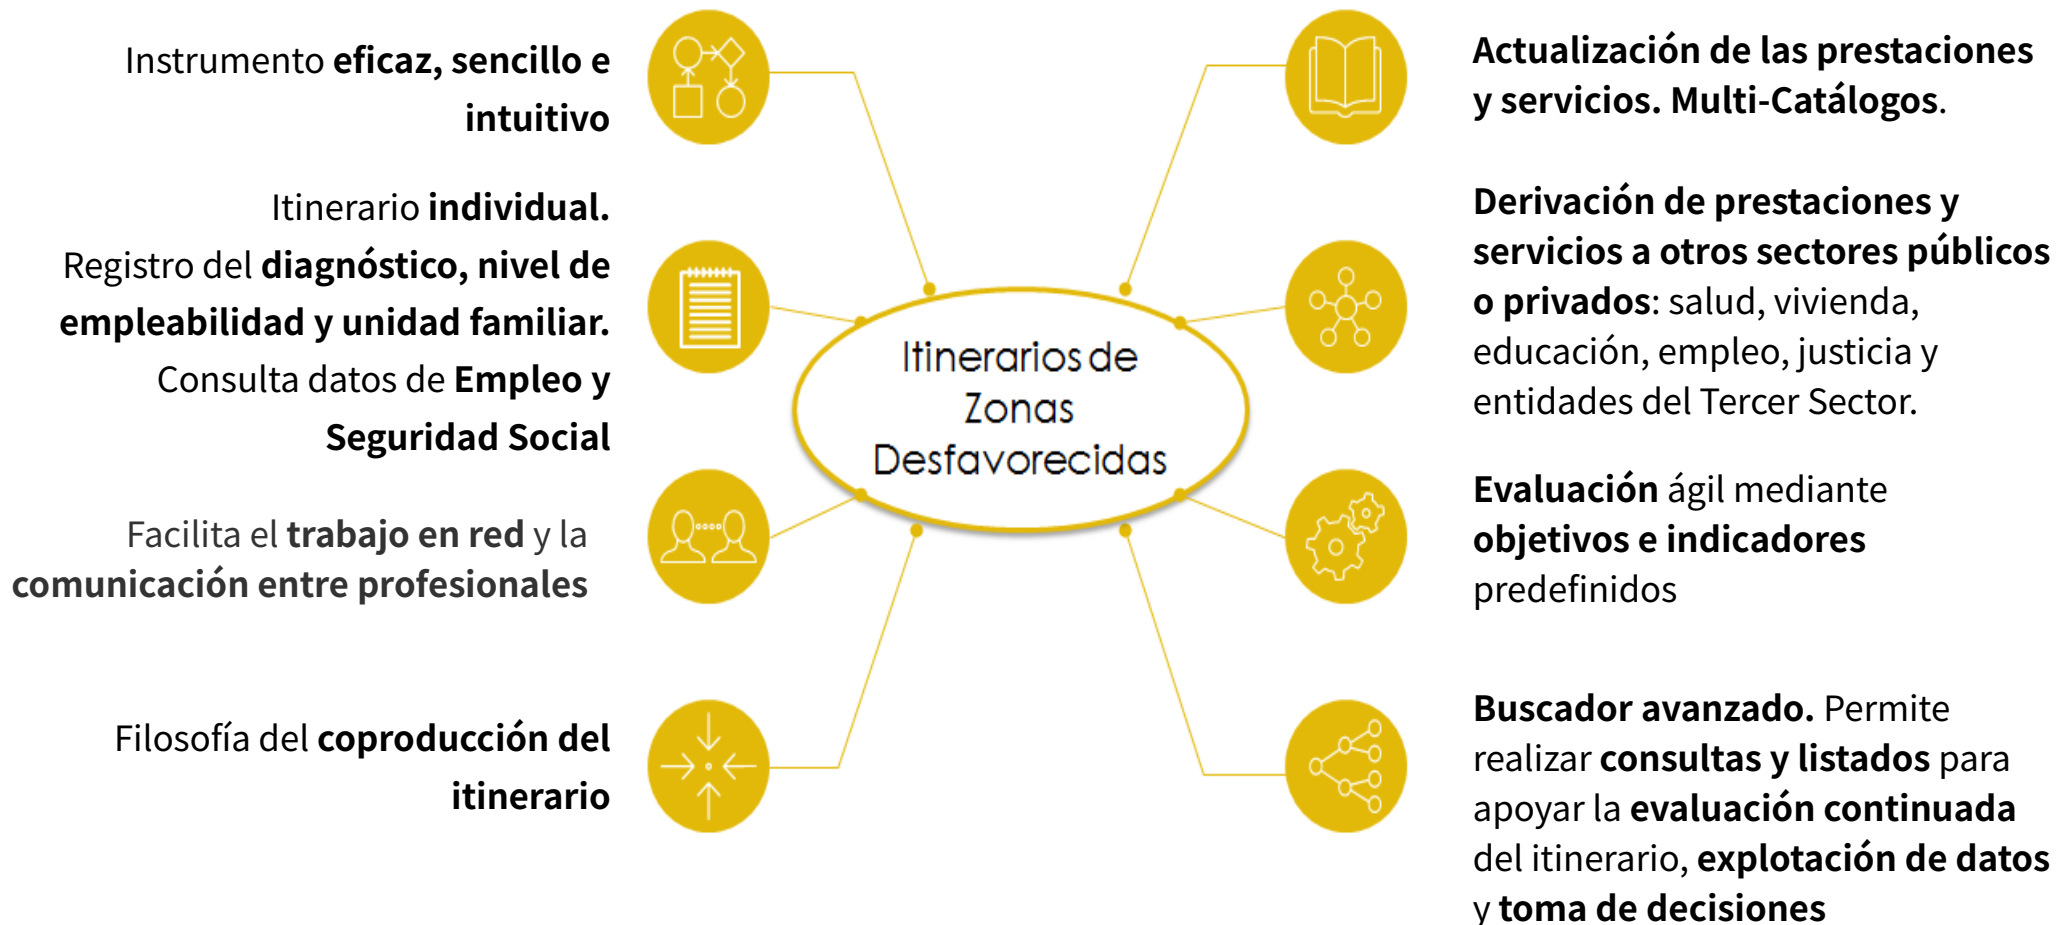 Instrumento eficaz, sencillo e
intuitivo
Itinerario individual.
Registro del diagnóstico, nivel de
empleabilidad y unidad familiar.
Consulta datos de Empleo y
Seguridad Social
Facilita el trabajo en red y la
comunicación entre profesionales
Filosofía del coproducción del
itinerario
Itinerarios de
Zonas
Desfavorecidas
Actualización de las prestaciones
y servicios. Multi-Catálogos.
Derivación de prestaciones y
servicios a otros sectores públicos
o privados: salud, vivienda,
educación, empleo, justicia y
entidades del Tercer Sector.
Evaluación ágil mediante
objetivos e indicadores
predefinidos
Buscador avanzado. Permite
realizar consultas y listados para
apoyar la evaluación continuada
del itinerario, explotación de datos
y toma de decisiones